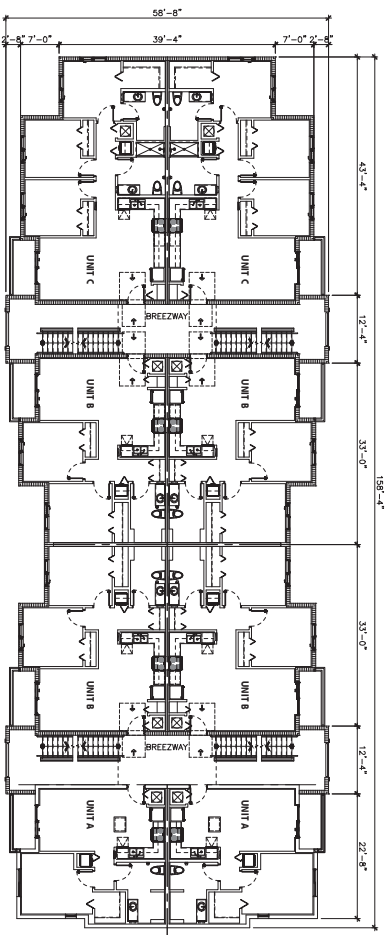 58'-8"
2'-8" 7'-0" 39'-4" 7'-0" 2'-8"
43'-4"
UNIT C UNIT C
BREEZWAY
12'-4"
UNIT B UNIT B
33'-0"
158'-4"
33'-0"
UNIT B UNIT B
BREEZWAY
12'-4"
UNIT A UNIT A
22'-8"